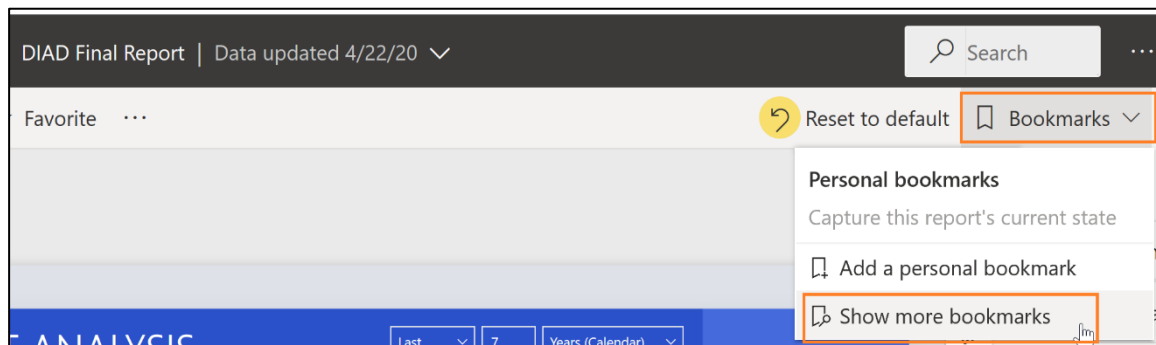 DIAD Final Report | Data updated 4/22/20
Search
Favorite ...
Reset to default
Bookmarks
Personal bookmarks
Capture this report's current state
Add a personal bookmark
Show more bookmarks
ANALYSIS
Last
7
Years (Calendar)